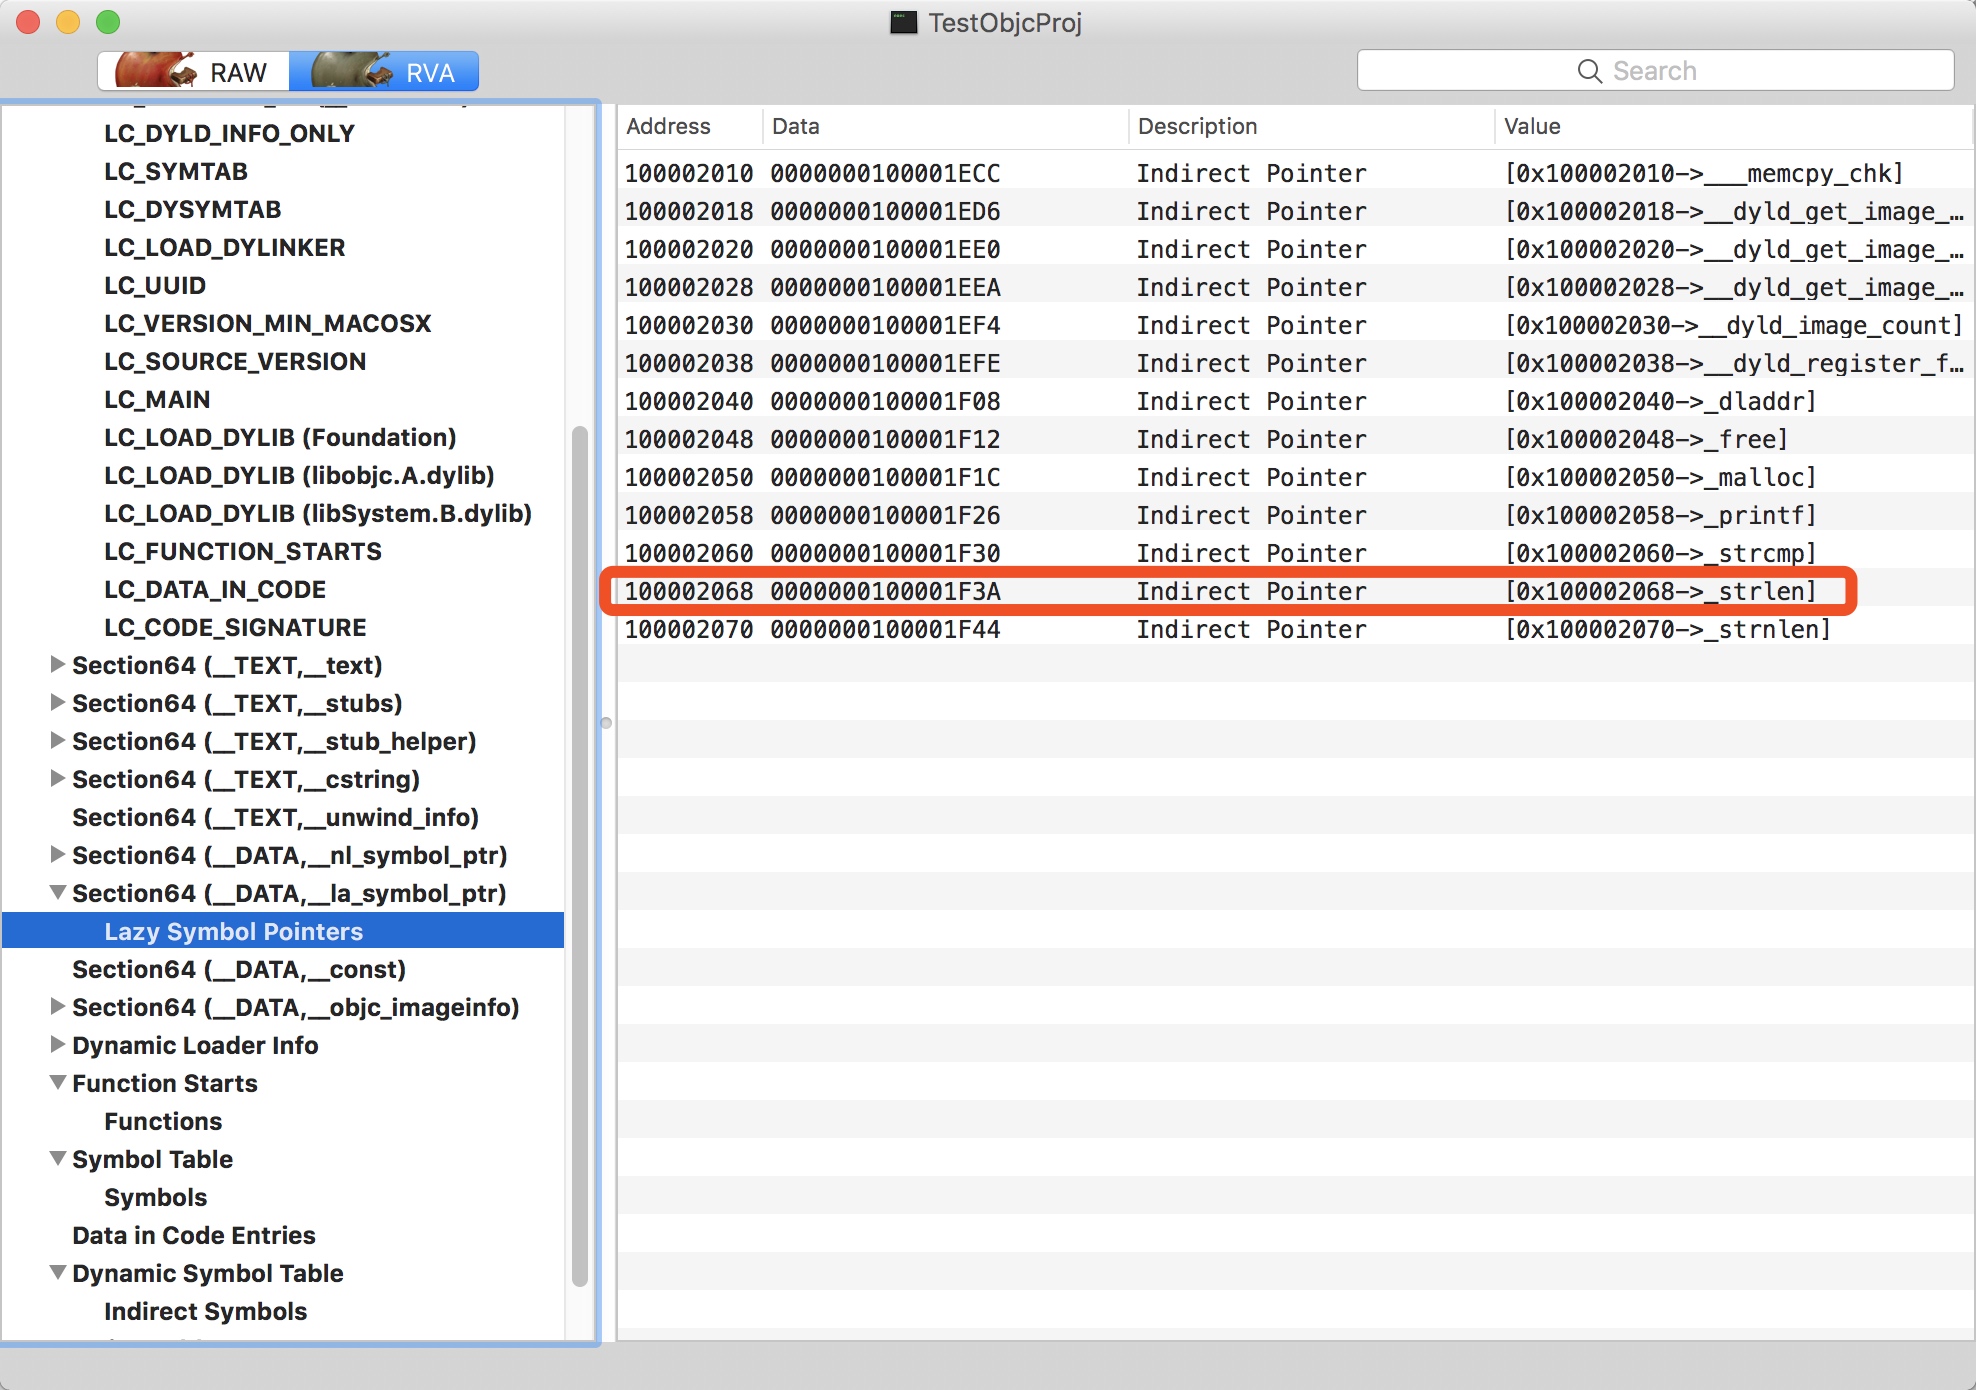 TestObjcProj
RAW
RVA
Search
LC_DYLD_INFO_ONLY
LC_SYMTAB
LC_DYSYMTAB
LC_LOAD_DYLINKER
LC_UUID
LC_VERSION_MIN_MACOSX
LC_SOURCE_VERSION
LC_MAIN
LC_LOAD_DYLIB (Foundation)
LC_LOAD_DYLIB (libobjc.A.dylib)
LC_LOAD_DYLIB (libSystem.B.dylib)
LC_FUNCTION_STARTS
LC_DATA_IN_CODE
LC_CODE_SIGNATURE
Section64 (__TEXT,__text)
Section64 (__TEXT,__stubs)
Section64 (__TEXT,__stub_helper)
Section64 (__TEXT,__cstring)
Section64 (__TEXT,__unwind_info)
Section64 (__DATA,__nl_symbol_ptr)
Section64 (__DATA,__la_symbol_ptr)
Lazy Symbol Pointers
Section64 (__DATA,__const)
Section64 (__DATA,__objc_imageinfo)
Dynamic Loader Info
Function Starts
Functions
Symbol Table
Symbols
Data in Code Entries
Dynamic Symbol Table
Indirect Symbols
Address Data Description Value
100002010 0000000100001ECC Indirect Pointer [0x100002010->___memcpy_chk]
100002018 0000000100001ED6 Indirect Pointer [0x100002018->__dyld_get_image_…
100002020 0000000100001EE0 Indirect Pointer [0x100002020->__dyld_get_image_…
100002028 0000000100001EEA Indirect Pointer [0x100002028->__dyld_get_image_…
100002030 0000000100001EF4 Indirect Pointer [0x100002030->__dyld_image_count]
100002038 0000000100001EFE Indirect Pointer [0x100002038->__dyld_register_f…
100002040 0000000100001F08 Indirect Pointer [0x100002040->_dladdr]
100002048 0000000100001F12 Indirect Pointer [0x100002048->_free]
100002050 0000000100001F1C Indirect Pointer [0x100002050->_malloc]
100002058 0000000100001F26 Indirect Pointer [0x100002058->_printf]
100002060 0000000100001F30 Indirect Pointer [0x100002060->_strcmp]
100002068 0000000100001F3A Indirect Pointer [0x100002068->_strlen]
100002070 0000000100001F44 Indirect Pointer [0x100002070->_strnlen]